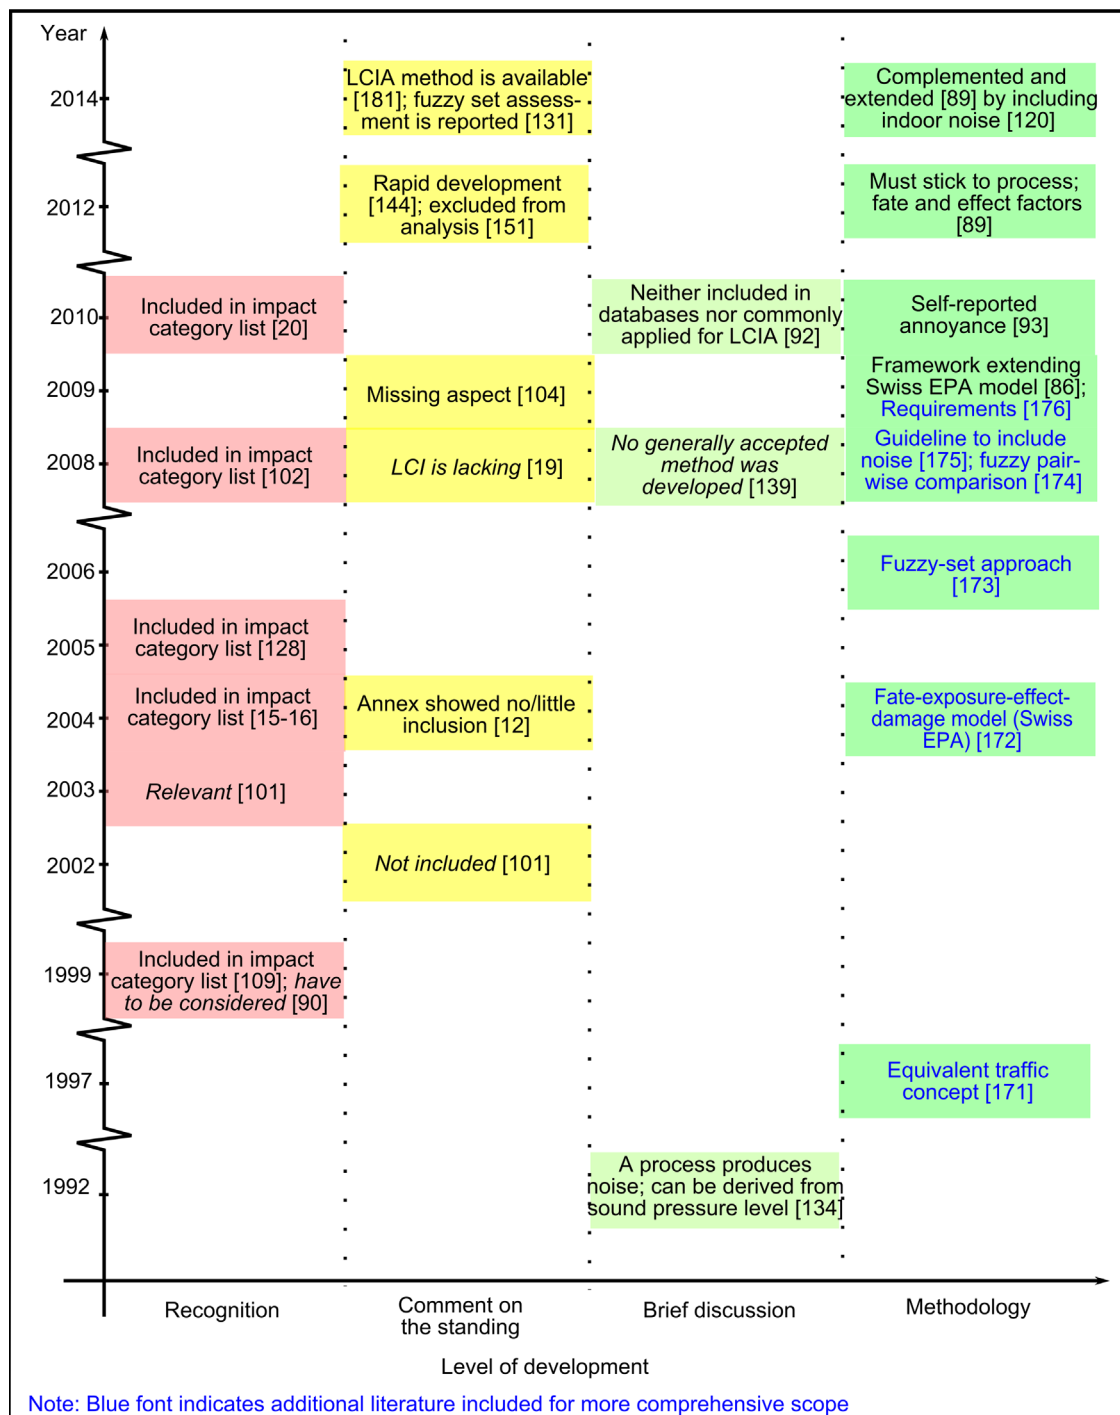 Year
2014
LCIA method is available
[181]; fuzzy set assess-
ment is reported [131]
Complemented and
extended [89] by including
indoor noise [120]
2012
Rapid development
[144]; excluded from
analysis [151]
Must stick to process;
fate and effect factors
[89]
2010
Included in impact
category list [20]
Neither included in
databases nor commonly
applied for LCIA [92]
Self-reported
annoyance [93]
2009
Missing aspect [104]
Framework extending
Swiss EPA model [86];
Requirements [176]
2008
Included in impact
category list [102]
LCI is lacking [19]
No generally accepted
method was
developed [139]
Guideline to include
noise [175]; fuzzy pair-
wise comparison [174]
2006
Fuzzy-set approach
[173]
2005
Included in impact
category list [128]
2004
Included in impact
category list [15-16]
Annex showed no/little
inclusion [12]
Fate-exposure-effect-
damage model (Swiss
EPA) [172]
2003
Relevant [101]
2002
Not included [101]
1999
Included in impact
category list [109]; have
to be considered [90]
1997
Equivalent traffic
concept [171]
1992
A process produces
noise; can be derived from
sound pressure level [134]
Recognition
Comment on
the standing
Brief discussion
Methodology
Level of development
Note: Blue font indicates additional literature included for more comprehensive scope